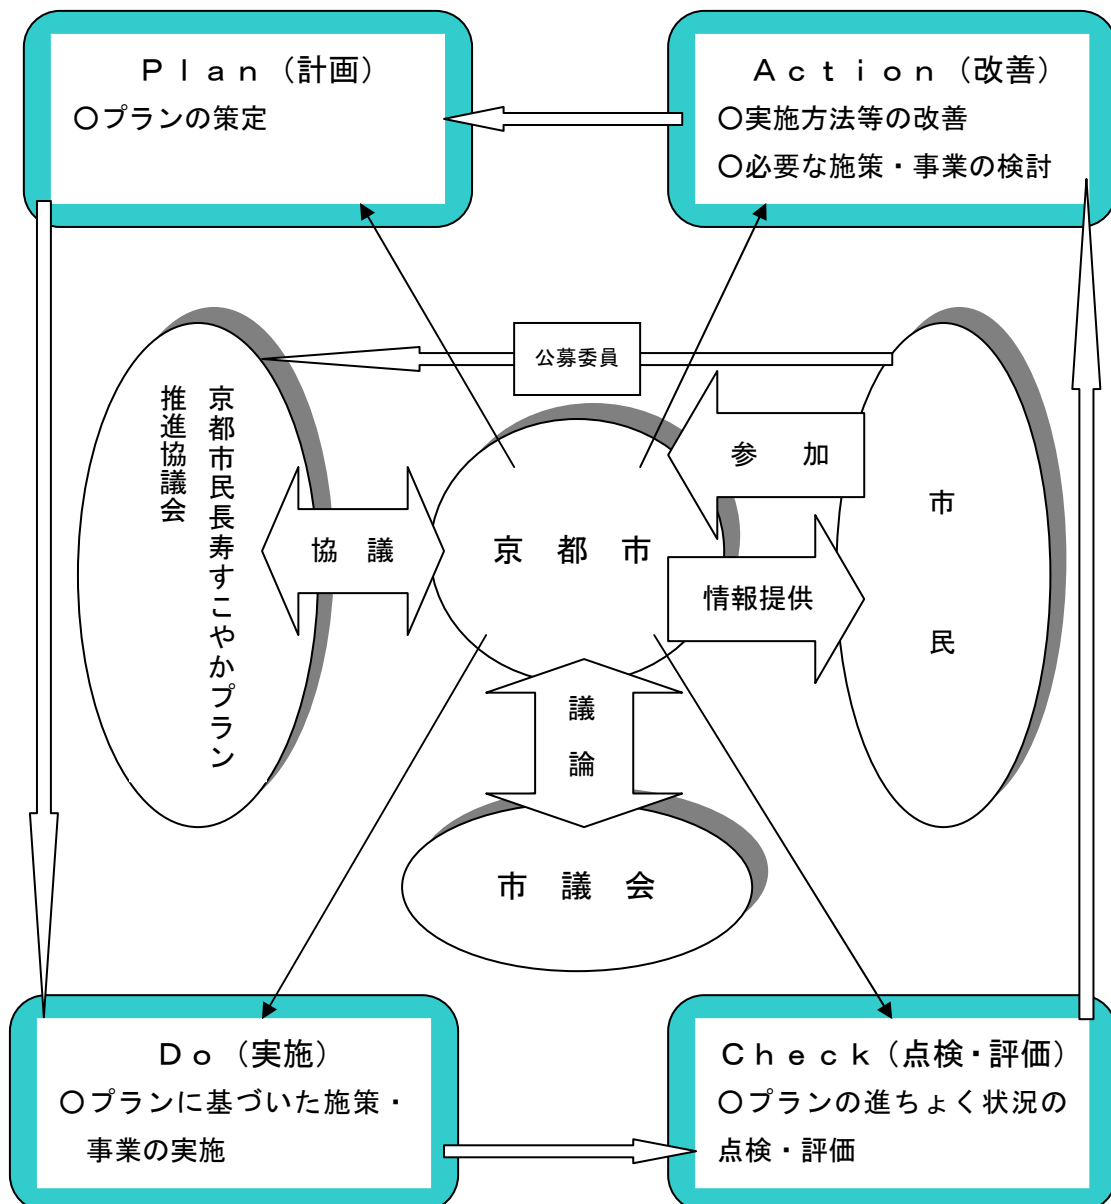 Ｐｌａｎ（計画）
○プランの策定
Ａｃｔｉｏｎ（改善）
○実施方法等の改善
○必要な施策・事業の検討
公募委員
京都市民長寿すこやかプラン
推進協議会
協議
京都市
参加
情報提供
市民
議論
市議会
Ｄｏ（実施）
○プランに基づいた施策・
事業の実施
Ｃｈｅｃｋ（点検・評価）
○プランの進ちょく状況の
点検・評価